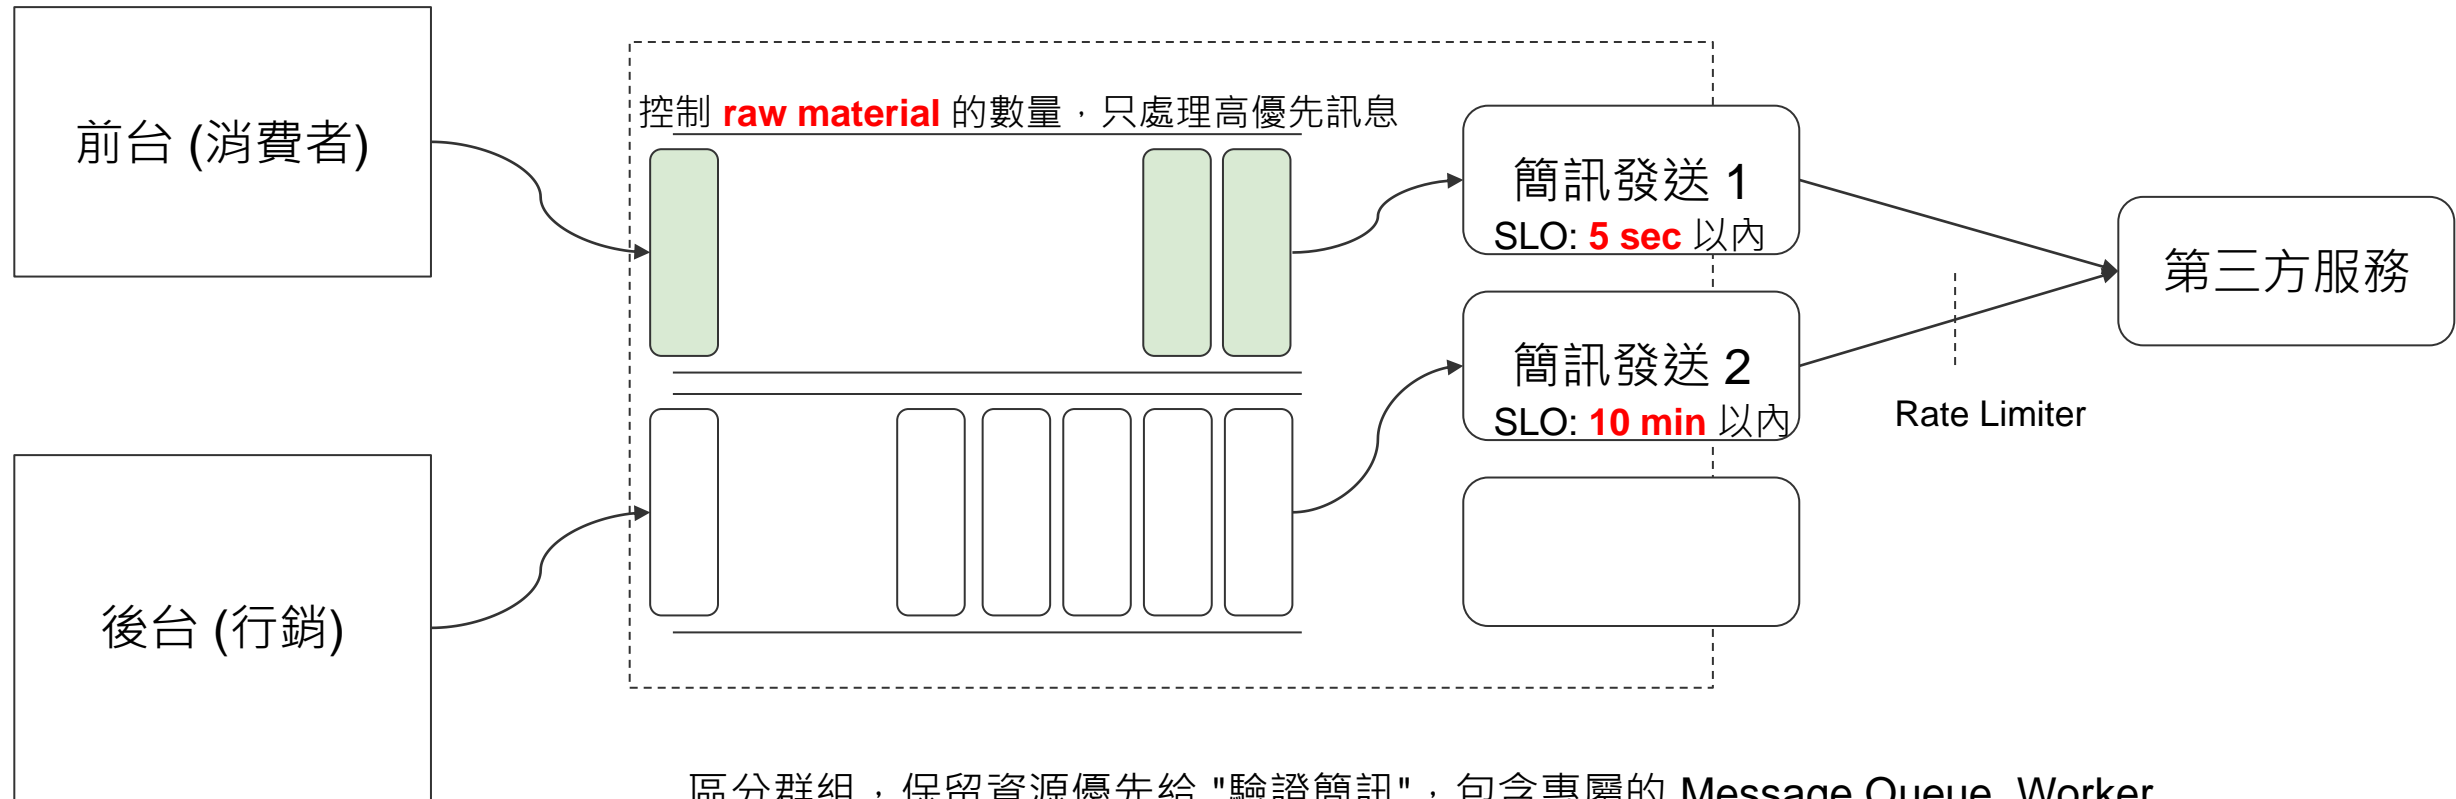 控制 raw material 的數量，只處理高優先訊息
前台 (消費者)
簡訊發送 1
SLO: 5 sec 以內
第三方服務
簡訊發送 2
SLO: 10 min 以內
Rate Limiter
後台 (行銷)
區分群組，保留資源優先給 "驗證簡訊"，包含專屬的 Message Queue, Worker